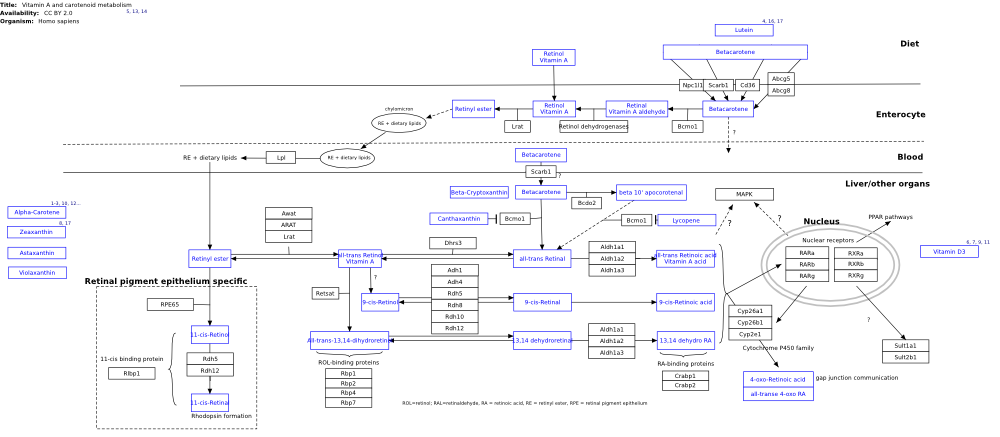 Title: Vitamin A and carotenoid metabolism
Availability: CC BY 2.0
Organism: Homo sapiens
5, 13, 14
4, 16, 17
Lutein
Diet
Betacarotene
Retinol
Vitamin A
Npc1l1
Scarb1
Cd36
Abcg5
Abcg8
Retinyl ester
Retinol
Vitamin A
Retinal
Vitamin A aldehyde
Betacarotene
Enterocyte
chylomicron
RE + dietary lipids
Lrat
Retinol dehydrogenases
Bcmo1
?
RE + dietary lipids
Lpl
RE + dietary lipids
Betacarotene
Blood
Scarb1
?
Liver/other organs
Beta-Cryptoxanthin
Betacarotene
beta 10' apocorotenal
Bcdo2
MAPK
1-3, 10, 12...
Alpha-Carotene
8, 17
Zeaxanthin
Astaxanthin
Violaxanthin
Canthaxanthin
Bcmo1
Bcmo1
Lycopene
?
?
Nucleus
PPAR pathways
Nuclear receptors
RARa
RARb
RARg
RXRa
RXRb
RXRg
6, 7, 9, 11
Vitamin D3
Awat
ARAT
Lrat
Dhrs3
Aldh1a1
Aldh1a2
Aldh1a3
Retinyl ester
all-trans Retinol
Vitamin A
all-trans Retinal
all-trans Retinoic acid
Vitamin A acid
Retinal pigment epithelium specific
Retsat
?
Adh1
Adh4
Rdh5
Rdh8
Rdh10
Rdh12
9-cis-Retinol
9-cis-Retinal
9-cis-Retinoic acid
RPE65
Cyp26a1
Cyp26b1
Cyp2e1
Cytochrome P450 family
?
Sult1a1
Sult2b1
11-cis-Retinol
All-trans-13,14-dihydroretinol
13,14 dehydroretinal
Aldh1a1
Aldh1a2
Aldh1a3
13,14 dehydro RA
11-cis binding protein
Rlbp1
Rdh5
Rdh12
11-cis-Retinal
Rhodopsin formation
ROL-binding proteins
Rbp1
Rbp2
Rbp4
Rbp7
RA-binding proteins
Crabp1
Crabp2
4-oxo-Retinoic acid
all-transe 4-oxo RA
gap junction communication
ROL=retinol; RAL=retinaldehyde, RA = retinoic acid, RE = retinyl ester, RPE = retinal pigment epithelium